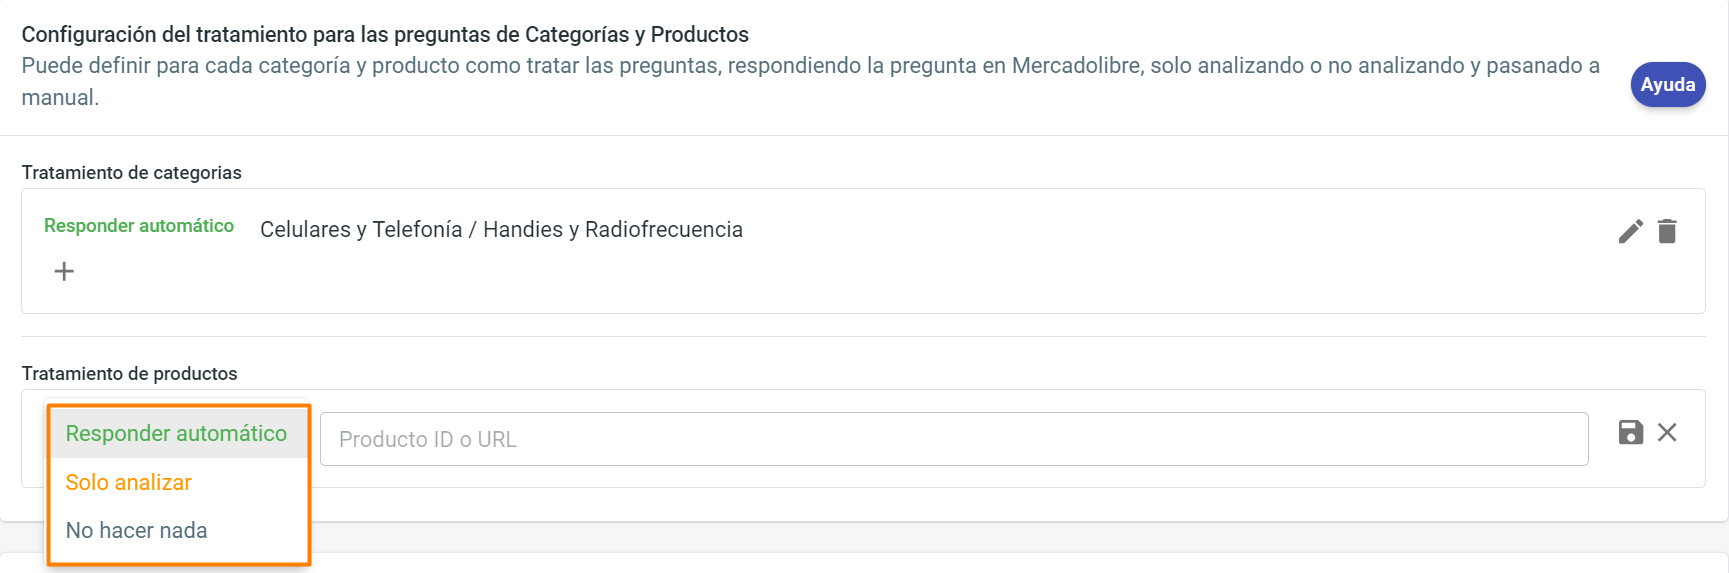 Configuración del tratamiento para las preguntas de Categorías y Productos
Puede definir para cada categoría y producto como tratar las preguntas, respondiendo la pregunta en Mercadolibre, solo analizando o no analizando y pasanado a
manual.
Ayuda
Tratamiento de categorias
Responder automático Celulares y Telefonía / Handies y Radiofrecuencia
Tratamiento de productos
Responder automático
Producto ID o URL
Solo analizar
No hacer nada